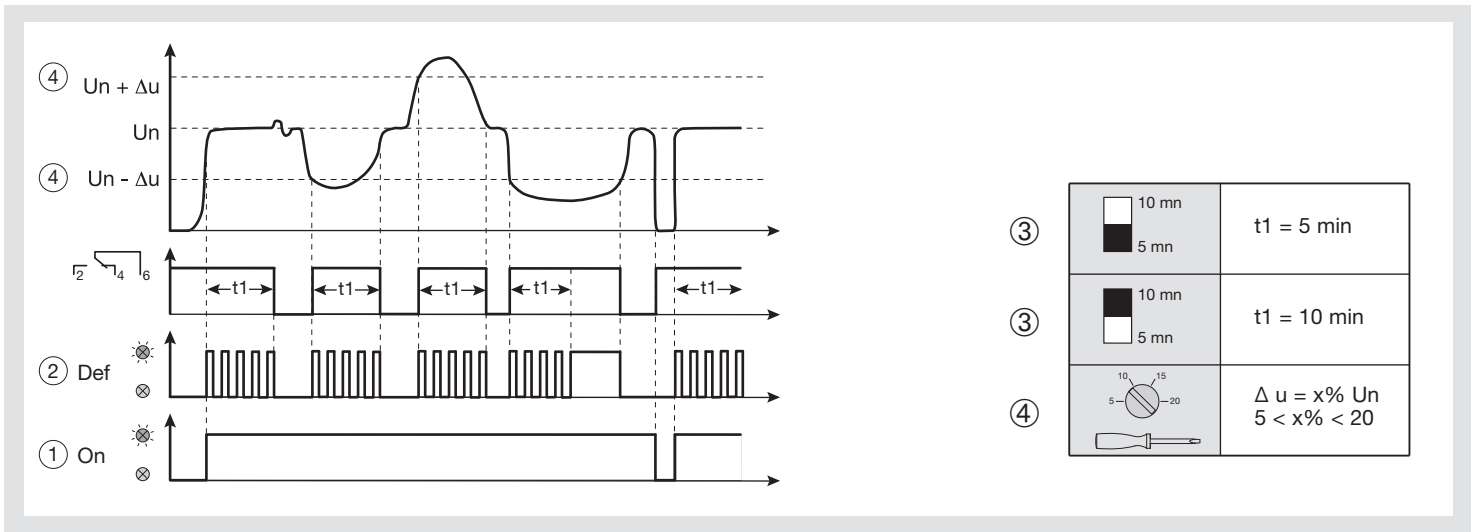 ④ Un + Δu
Un
④ Un - Δu
2 4 6
t1 t1 t1 t1 t1
② Def
① On
③ 10 mn
5 mn
t1 = 5 min
③ 10 mn
5 mn
t1 = 10 min
④ 5 10 15 20
Δ u = x% Un
5 < x% < 20